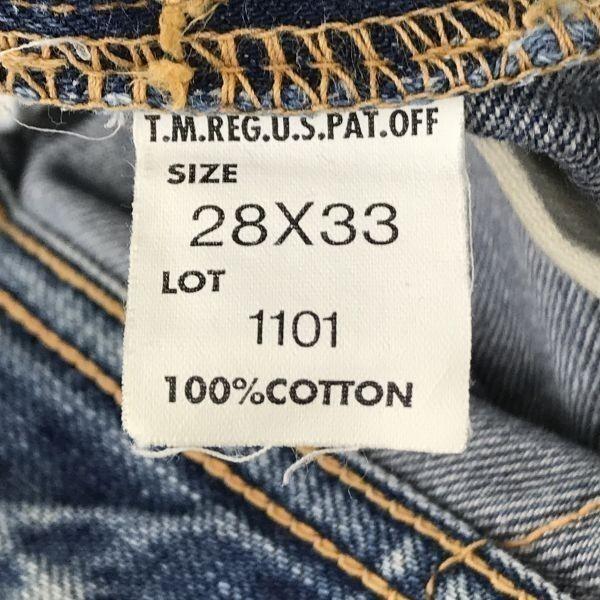 T.M.REG.U.S.PAT.OFF
SIZE
28X33
LOT
1101
100%COTTON